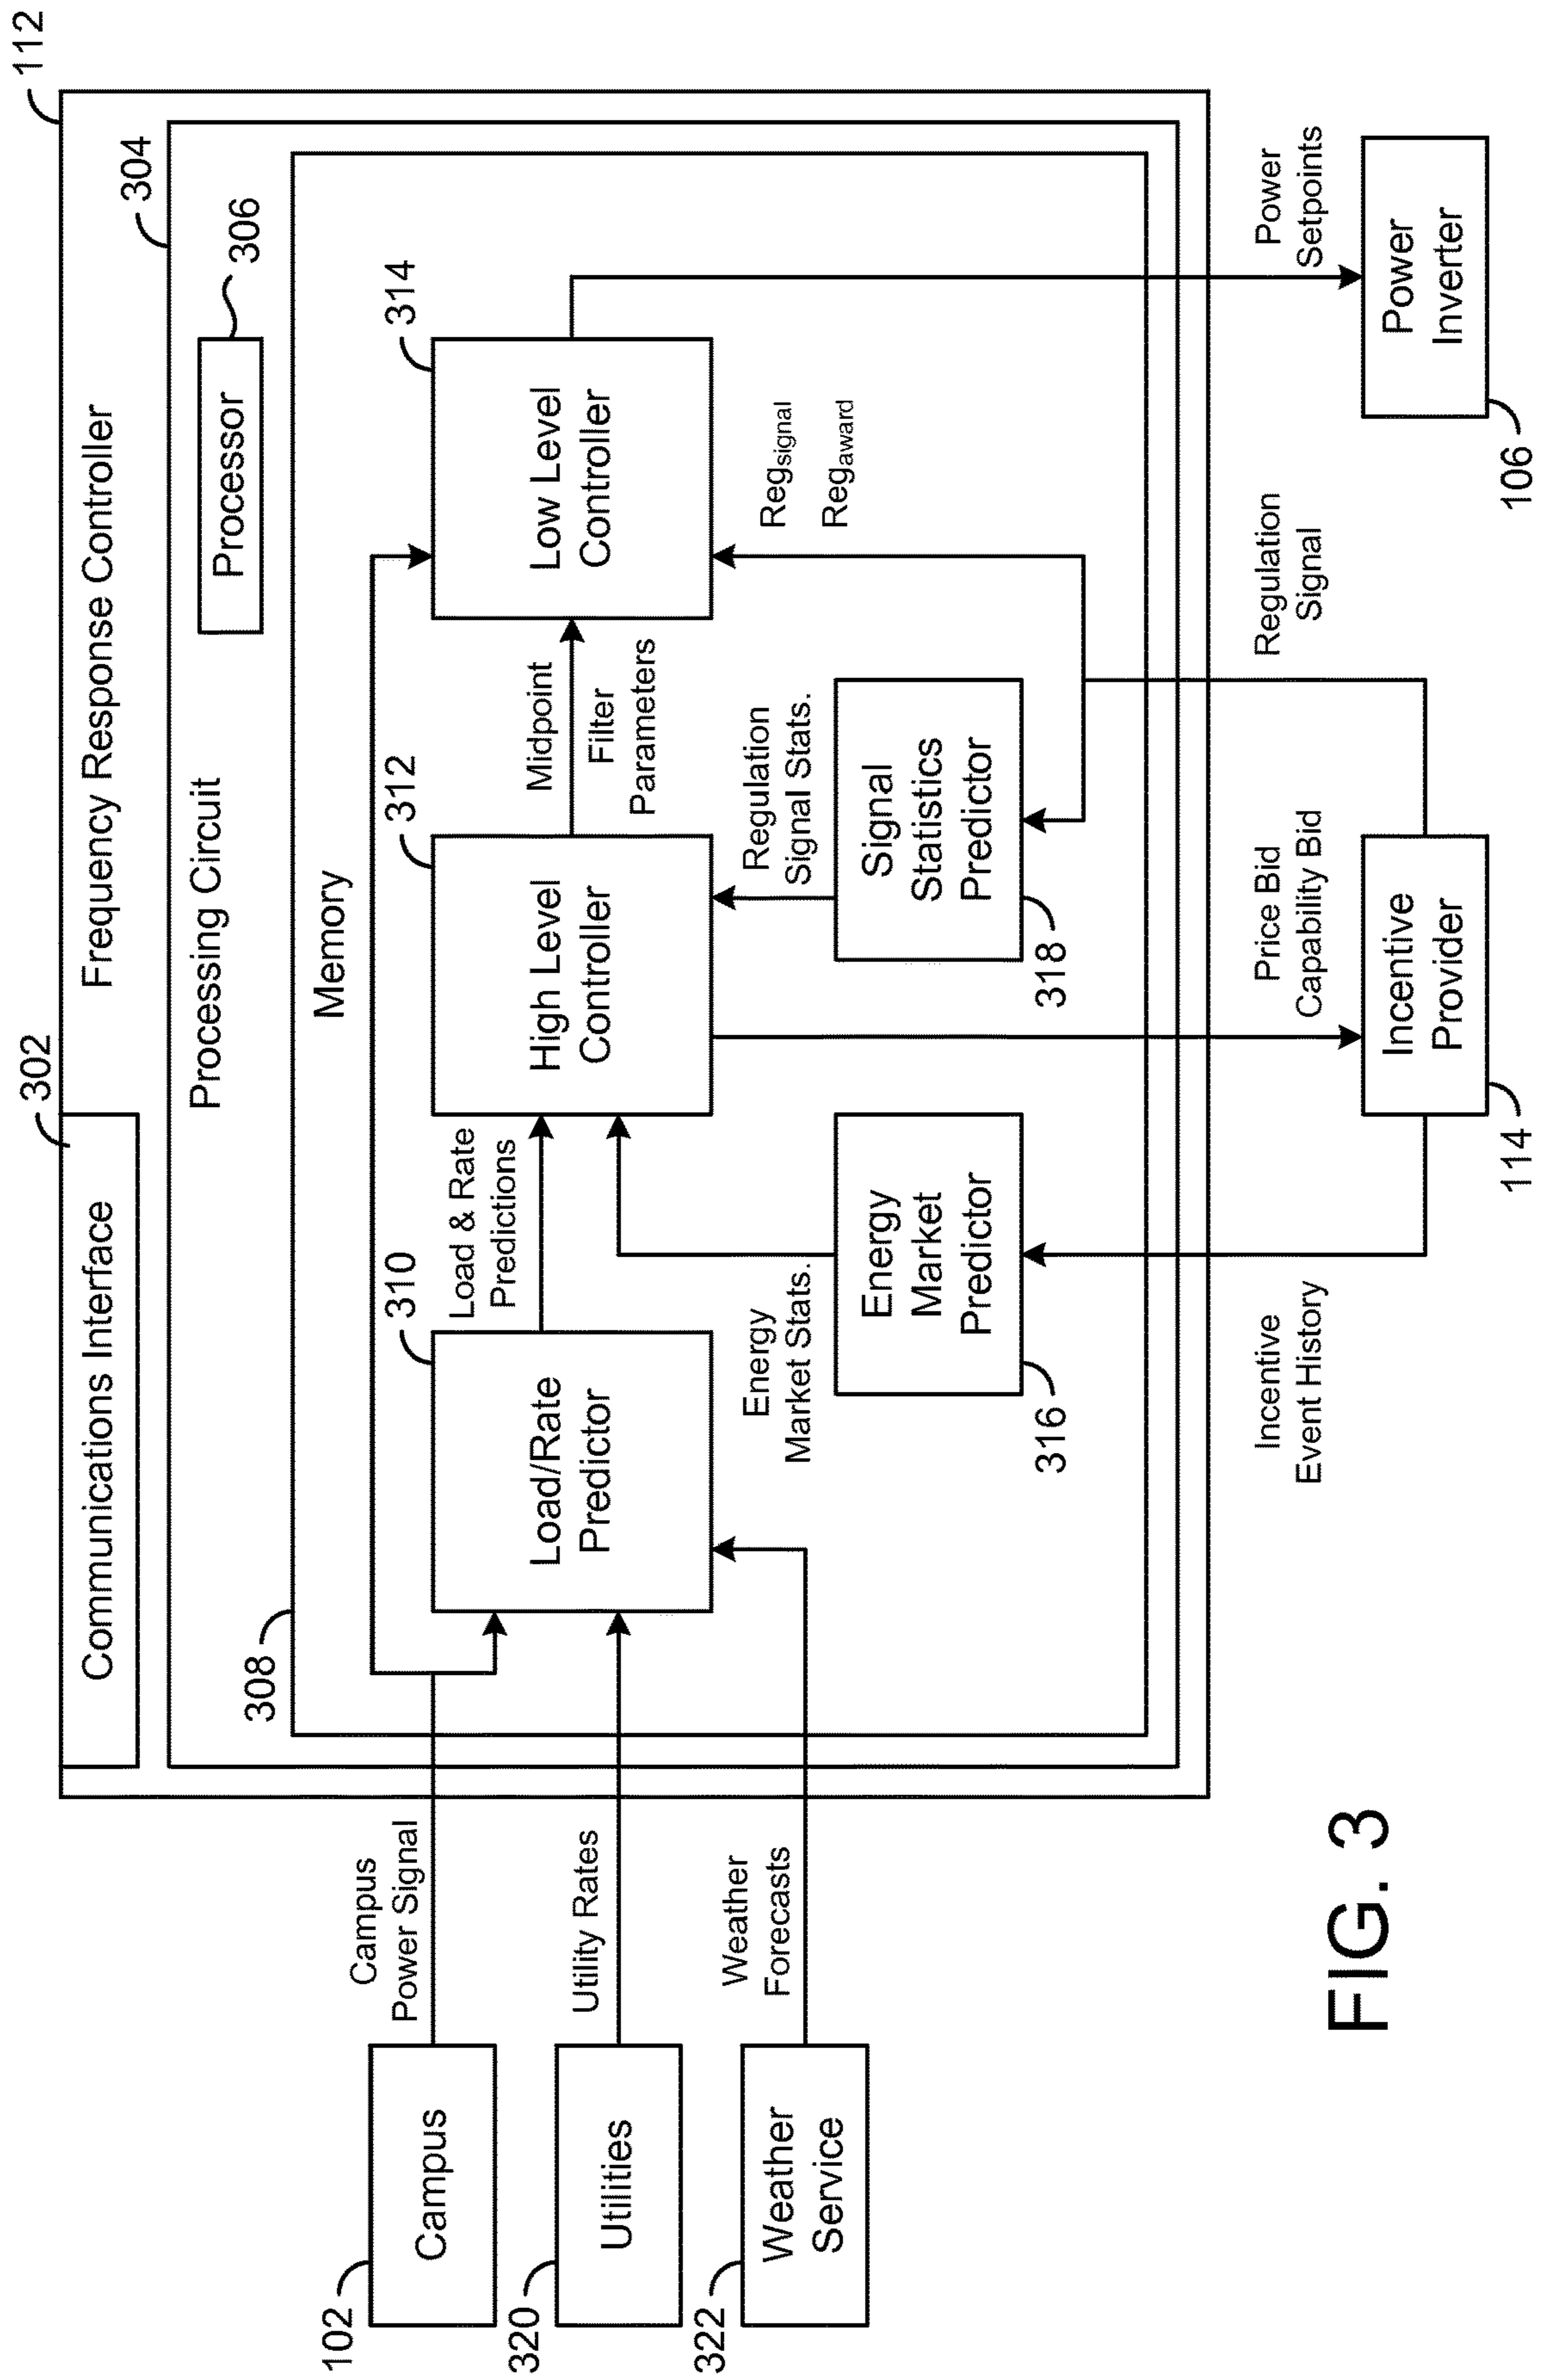 112
302
Communications Interface
Frequency Response Controller
304
Processing Circuit
306
Processor
308
Memory
310
Load/Rate
Predictor
Load & Rate
Predictions
312
High Level
Controller
Midpoint
Filter
Parameters
314
Low Level
Controller
Campus
Power Signal
Utility Rates
Weather
Forecasts
102
Campus
320
Utilities
322
Weather
Service
Energy
Market Stats.
Energy
Market
Predictor
316
Regulation
Signal Stats.
Signal
Statistics
Predictor
318
Regsignal
Regaward
Incentive
Event History
Price Bid
Capability Bid
Regulation
Signal
Power
Setpoints
Incentive
Provider
114
Power
Inverter
106
FIG. 3